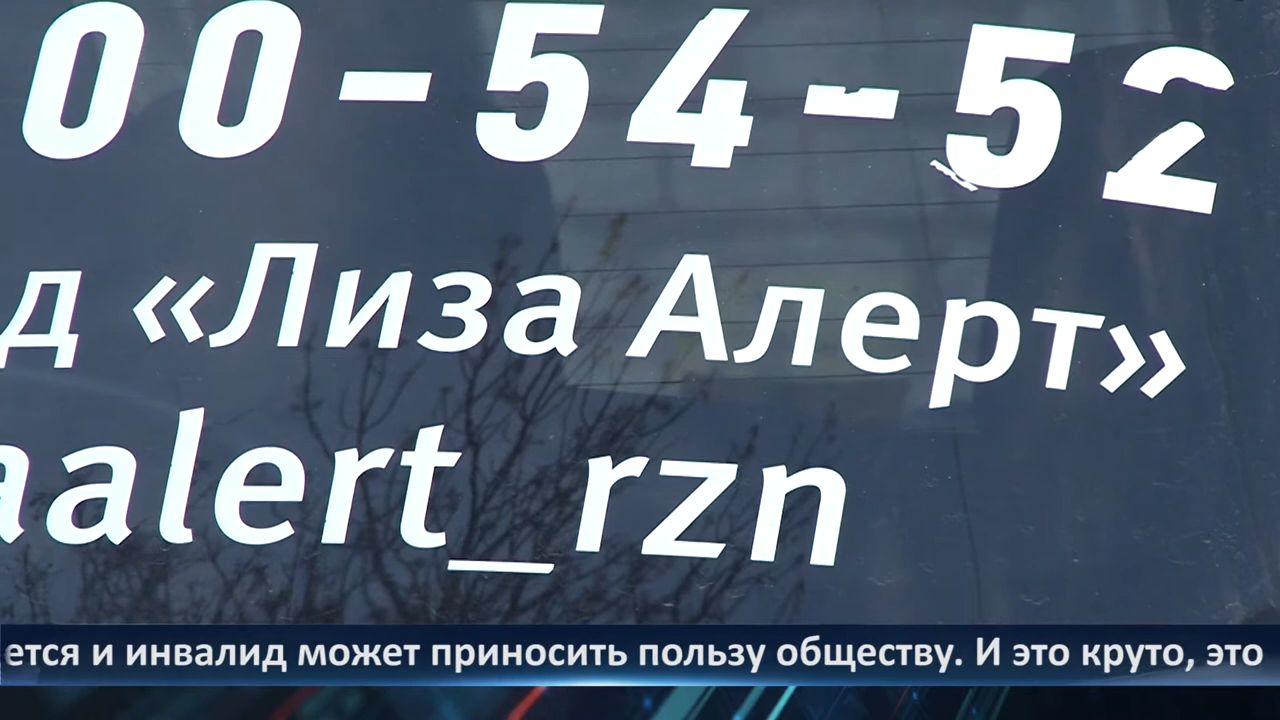 00-54-52
д «Лиза Алерт»
aalert_rzn
ется и инвалид может приносить пользу обществу. И это круто, это